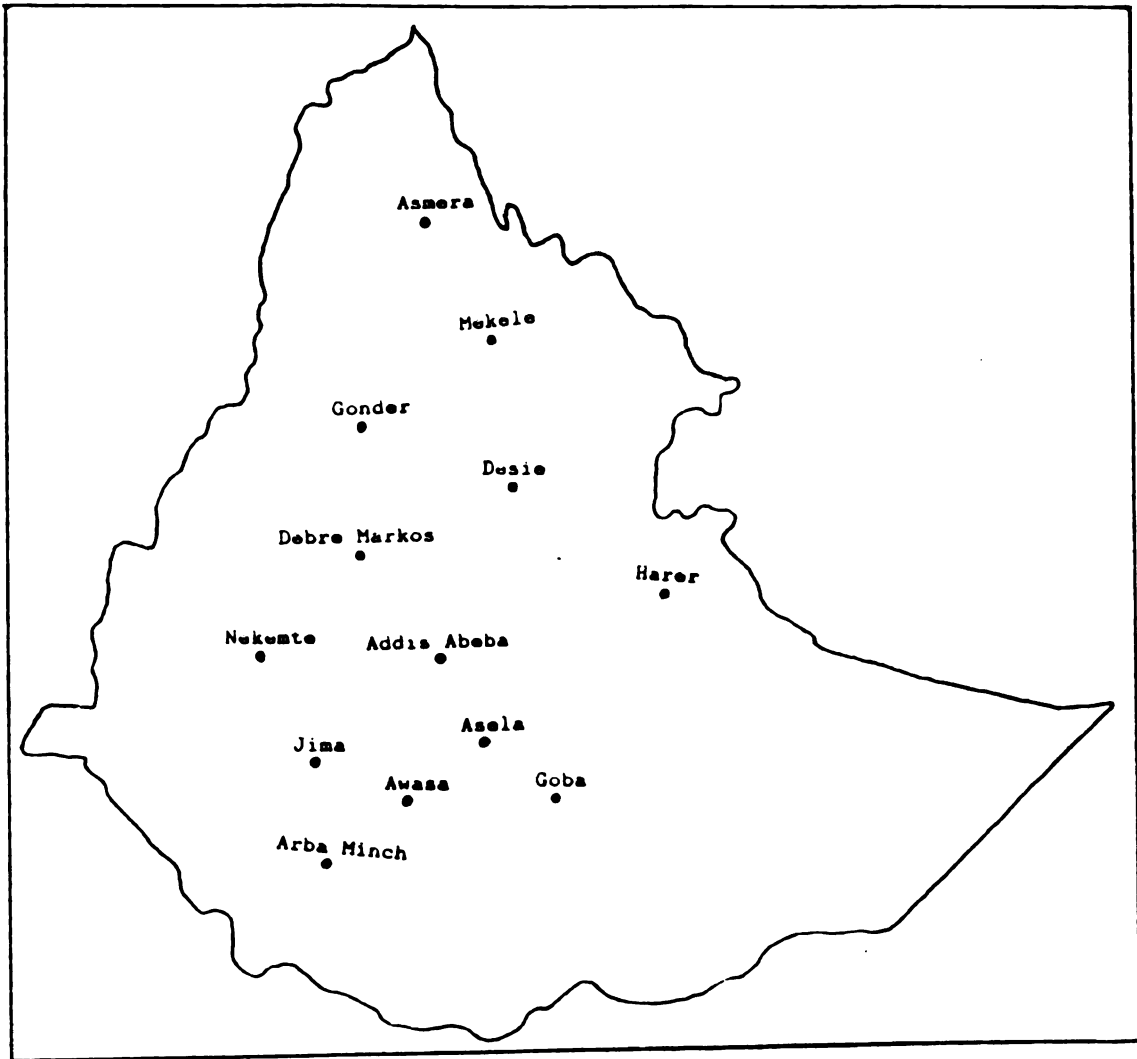 Asmera
Mekele
Gonder
Desie
Debre Markos
Harer
Nekemte
Addis Abeba
Asela
Jima
Awasa
Goba
Arba Minch